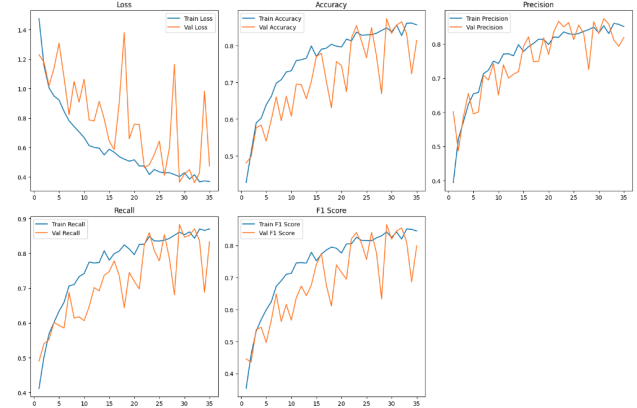 Loss
Train Loss
Val Loss
1.4
1.2
1.0
0.8
0.6
0.4
0 5 10 15 20 25 30 35
Accuracy
Train Accuracy
Val Accuracy
0.8
0.7
0.6
0.5
0 5 10 15 20 25 30 35
Precision
Train Precision
Val Precision
0.8
0.7
0.6
0.5
0.4
0 5 10 15 20 25 30 35
Recall
Train Recall
Val Recall
0.9
0.8
0.7
0.6
0.5
0.4
0 5 10 15 20 25 30 35
F1 Score
Train F1 Score
Val F1 Score
0.8
0.7
0.6
0.5
0.4
0 5 10 15 20 25 30 35